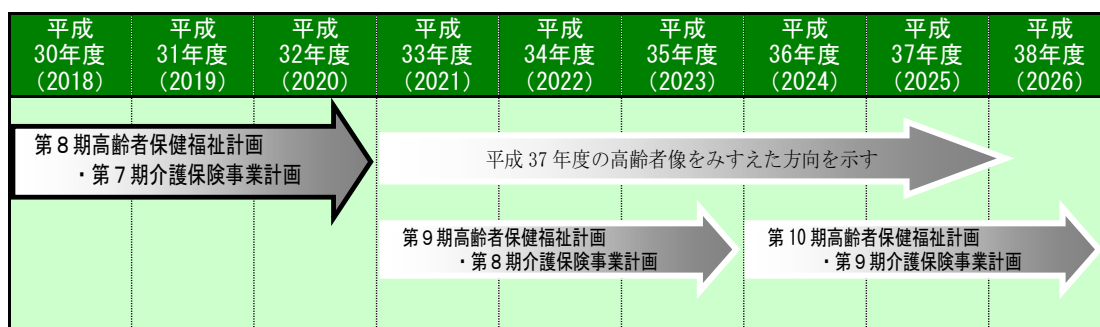 平成 平成 平成 平成 平成 平成 平成 平成 平成
30年度 31年度 32年度 33年度 34年度 35年度 36年度 37年度 38年度
(2018) (2019) (2020) (2021) (2022) (2023) (2024) (2025) (2026)
第８期高齢者保健福祉計画
・第７期介護保険事業計画
平成 37 年度の高齢者像をみすえた方向を示す
第９期高齢者保健福祉計画
・第８期介護保険事業計画
第 10 期高齢者保健福祉計画
・第９期介護保険事業計画